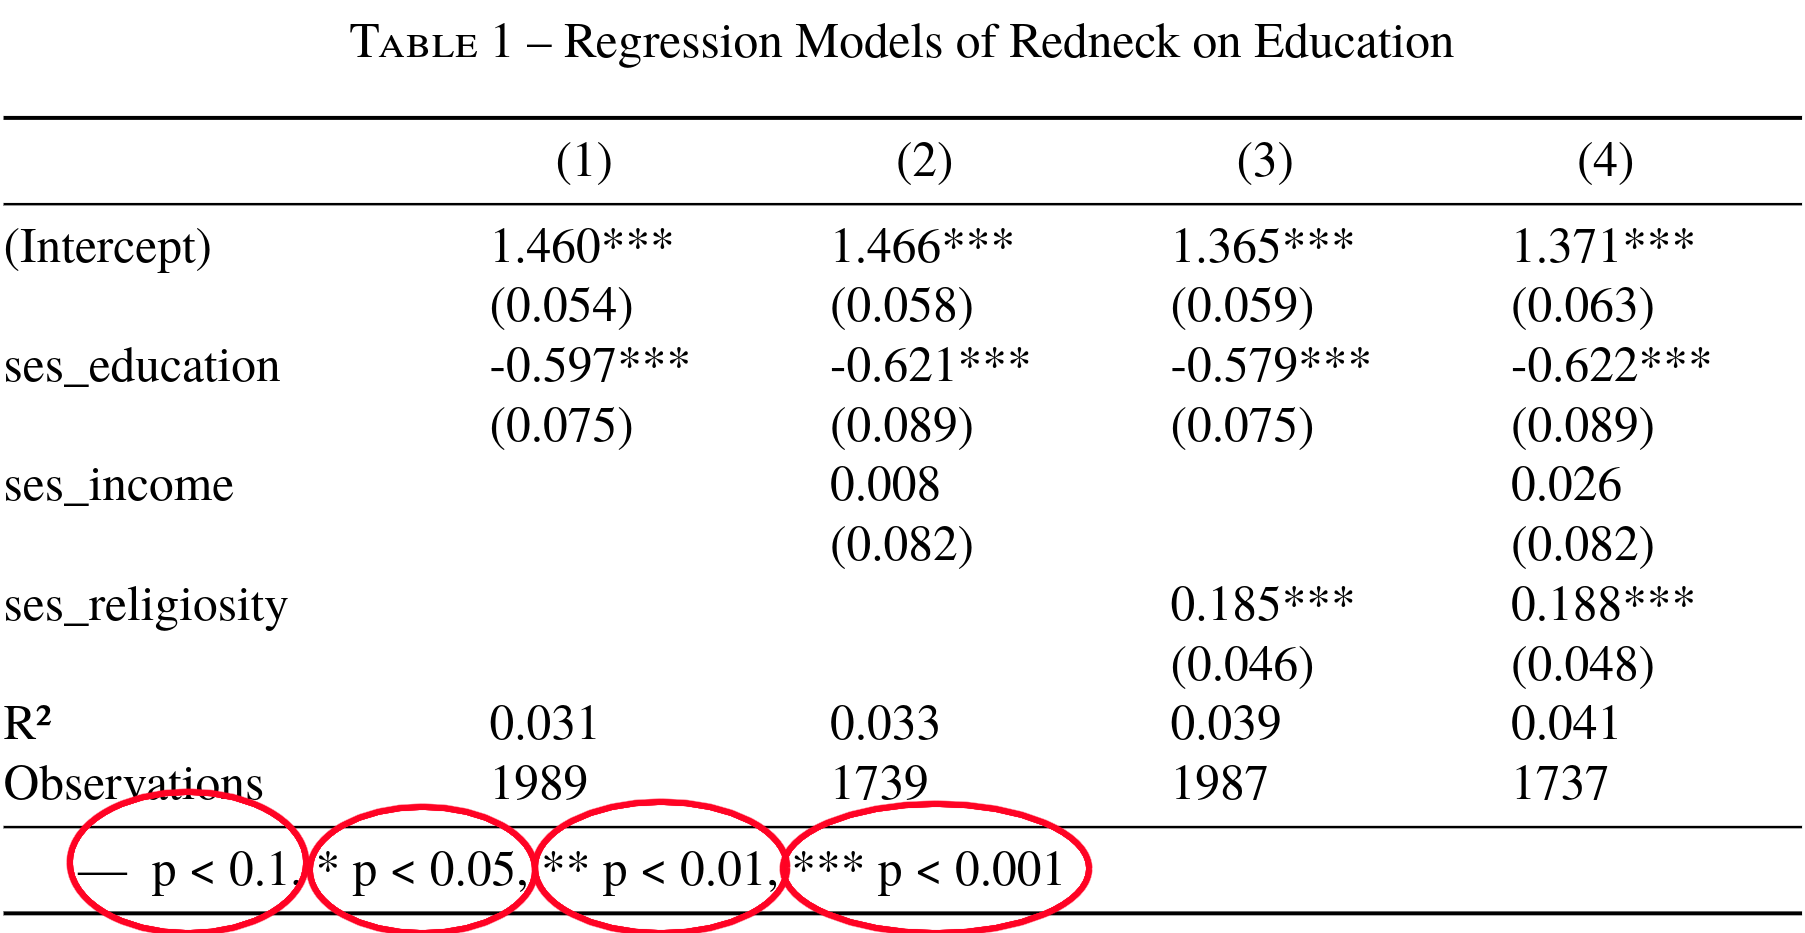 TABLE 1 – Regression Models of Redneck on Education
(1) (2) (3) (4)
(Intercept) 1.460*** 1.466*** 1.365*** 1.371***
(0.054) (0.058) (0.059) (0.063)
ses_education -0.597*** -0.621*** -0.579*** -0.622***
(0.075) (0.089) (0.075) (0.089)
ses_income 0.008 0.026
(0.082) (0.082)
ses_religiosity 0.185*** 0.188***
(0.046) (0.048)
R² 0.031 0.033 0.039 0.041
Observations 1989 1739 1987 1737
— p < 0.1, * p < 0.05, ** p < 0.01, *** p < 0.001